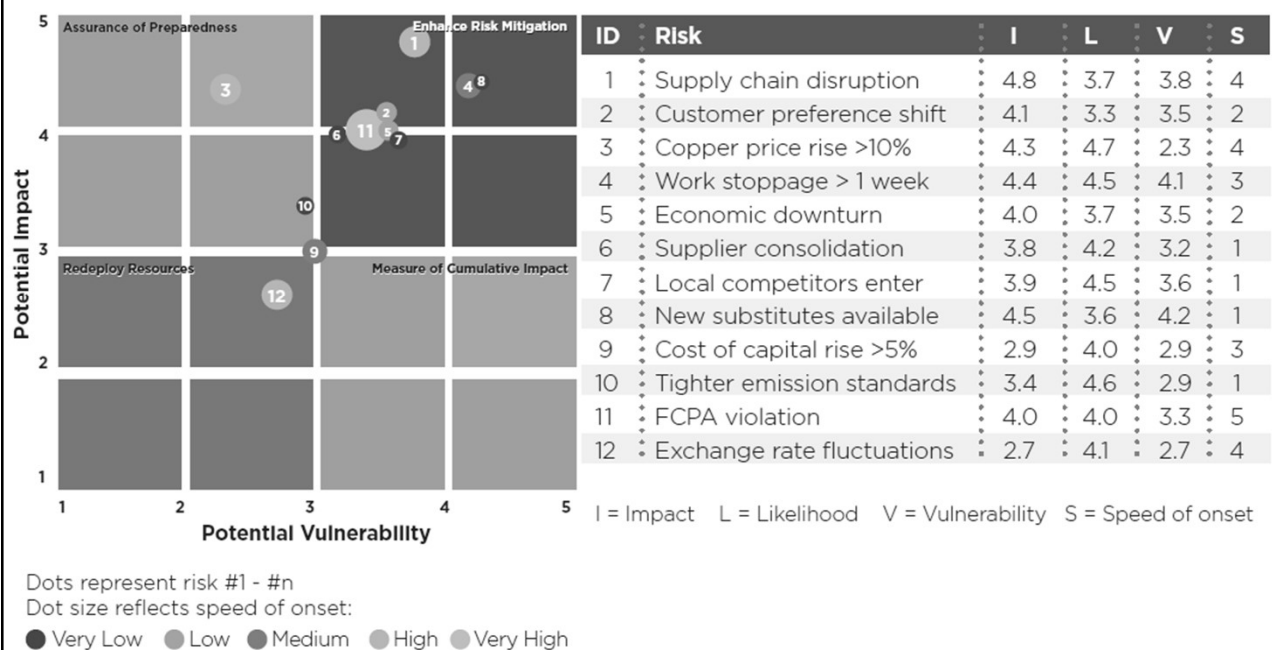 5
Assurance of Preparedness
Enhance Risk Mitigation
1
3
4
8
2
4
6
11
5
7
10
3
9
Redeploy Resources
Measure of Cumulative Impact
12
2
1
1 2 3 4 5
Potential Impact
Potential Vulnerability
ID Risk I L V S
1 Supply chain disruption 4.8 3.7 3.8 4
2 Customer preference shift 4.1 3.3 3.5 2
3 Copper price rise >10% 4.3 4.7 2.3 4
4 Work stoppage > 1 week 4.4 4.5 4.1 3
5 Economic downturn 4.0 3.7 3.5 2
6 Supplier consolidation 3.8 4.2 3.2 1
7 Local competitors enter 3.9 4.5 3.6 1
8 New substitutes available 4.5 3.6 4.2 1
9 Cost of capital rise >5% 2.9 4.0 2.9 3
10 Tighter emission standards 3.4 4.6 2.9 1
11 FCPA violation 4.0 4.0 3.3 5
12 Exchange rate fluctuations 2.7 4.1 2.7 4
I = Impact L = Likelihood V = Vulnerability S = Speed of onset
Dots represent risk #1 - #n
Dot size reflects speed of onset:
Very Low Low Medium High Very High